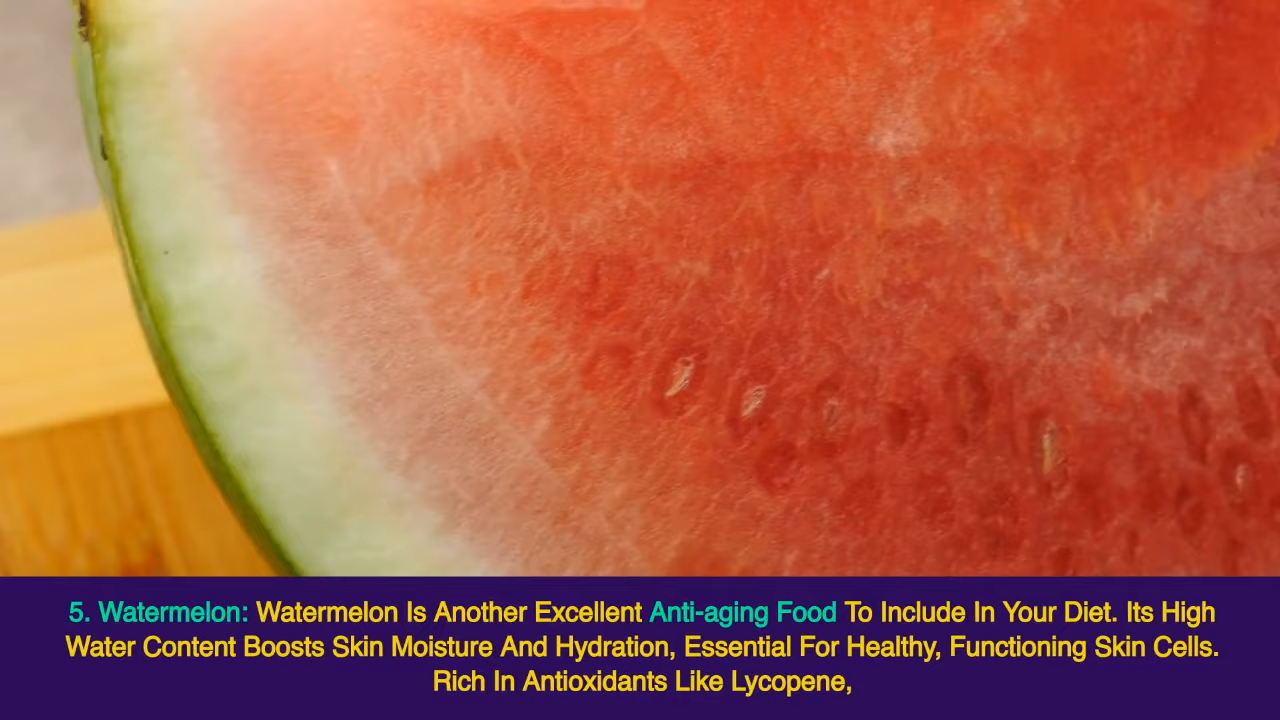 5. Watermelon: Watermelon Is Another Excellent Anti-aging Food To Include In Your Diet. Its High
Water Content Boosts Skin Moisture And Hydration, Essential For Healthy, Functioning Skin Cells.
Rich In Antioxidants Like Lycopene,